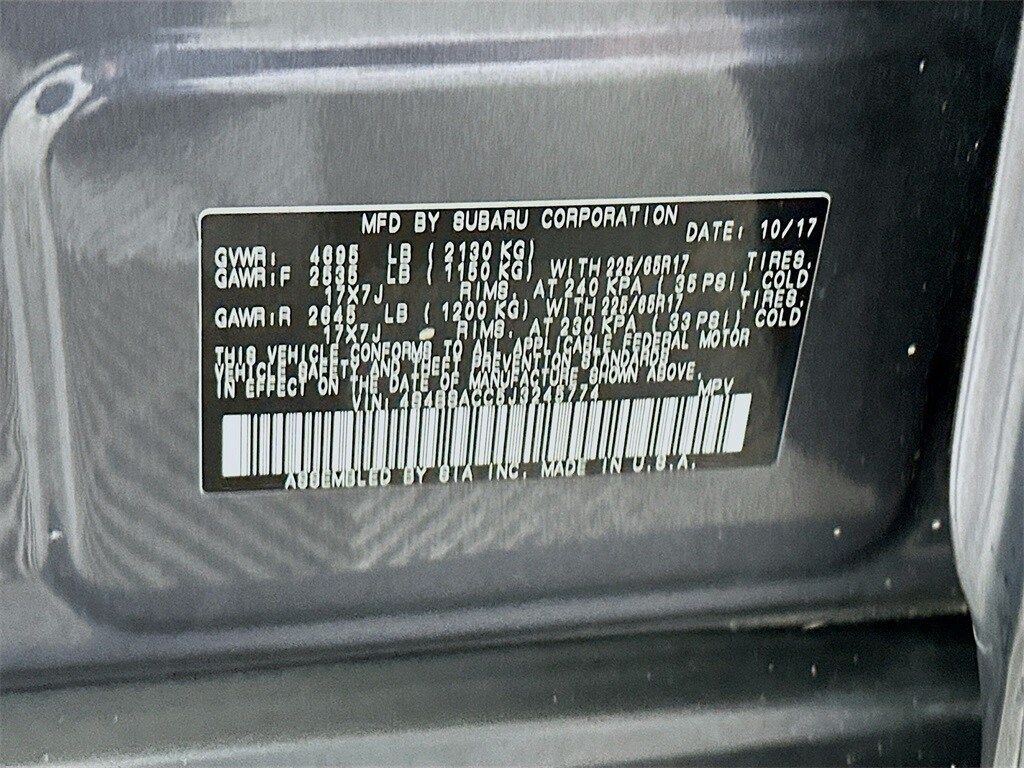 MFD BY SUBARU CORPORATION DATE: 10/17
GVWR: 4695 LB (2130 KG)
GAWR:F 2535 LB (1150 KG) WITH 225/65R17 TIRES,
17X7J RIMS, AT 240 KPA (35 PSI) COLD
GAWR:R 2645 LB (1200 KG) WITH 225/65R17 TIRES,
17X7J RIMS, AT 230 KPA (33 PSI) COLD
THIS VEHICLE CONFORMS TO ALL APPLICABLE FEDERAL MOTOR
VEHICLE SAFETY AND THEFT PREVENTION STANDARDS
IN EFFECT ON THE DATE OF MANUFACTURE SHOWN ABOVE.
VIN: 4S4BSACC5J3245774 MPV
ASSEMBLED BY SIA INC. MADE IN U.S.A.